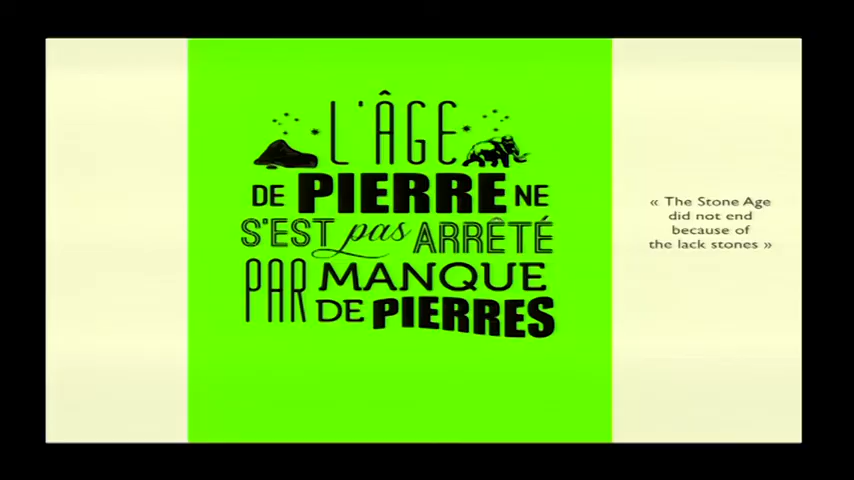 L'ÂGE
DE PIERRE NE
S'EST pas ARRÊTÉ
PAR MANQUE
DE PIERRES
« The Stone Age
did not end
because of
the lack stones »